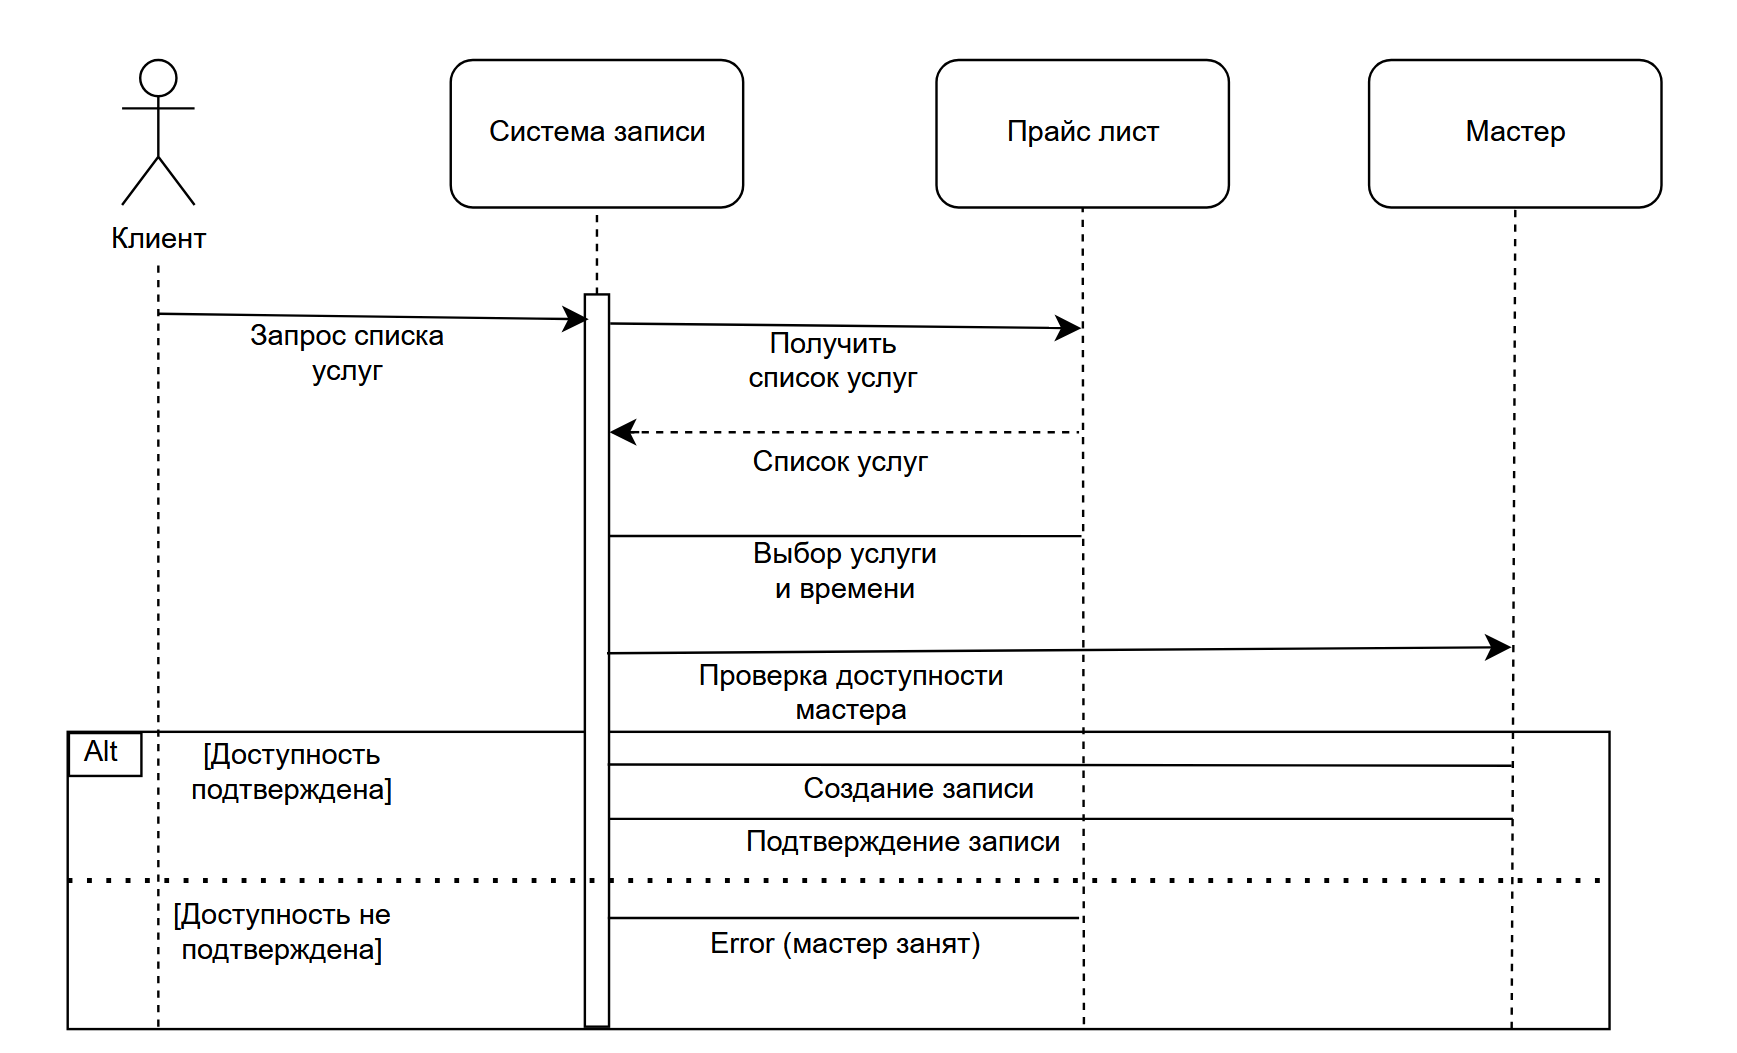 Система записи
Прайс лист
Мастер
Клиент
Запрос списка
услуг
Получить
список услуг
Список услуг
Выбор услуги
и времени
Проверка доступности
мастера
Alt
[Доступность
подтверждена]
Создание записи
Подтверждение записи
[Доступность не
подтверждена]
Error (мастер занят)